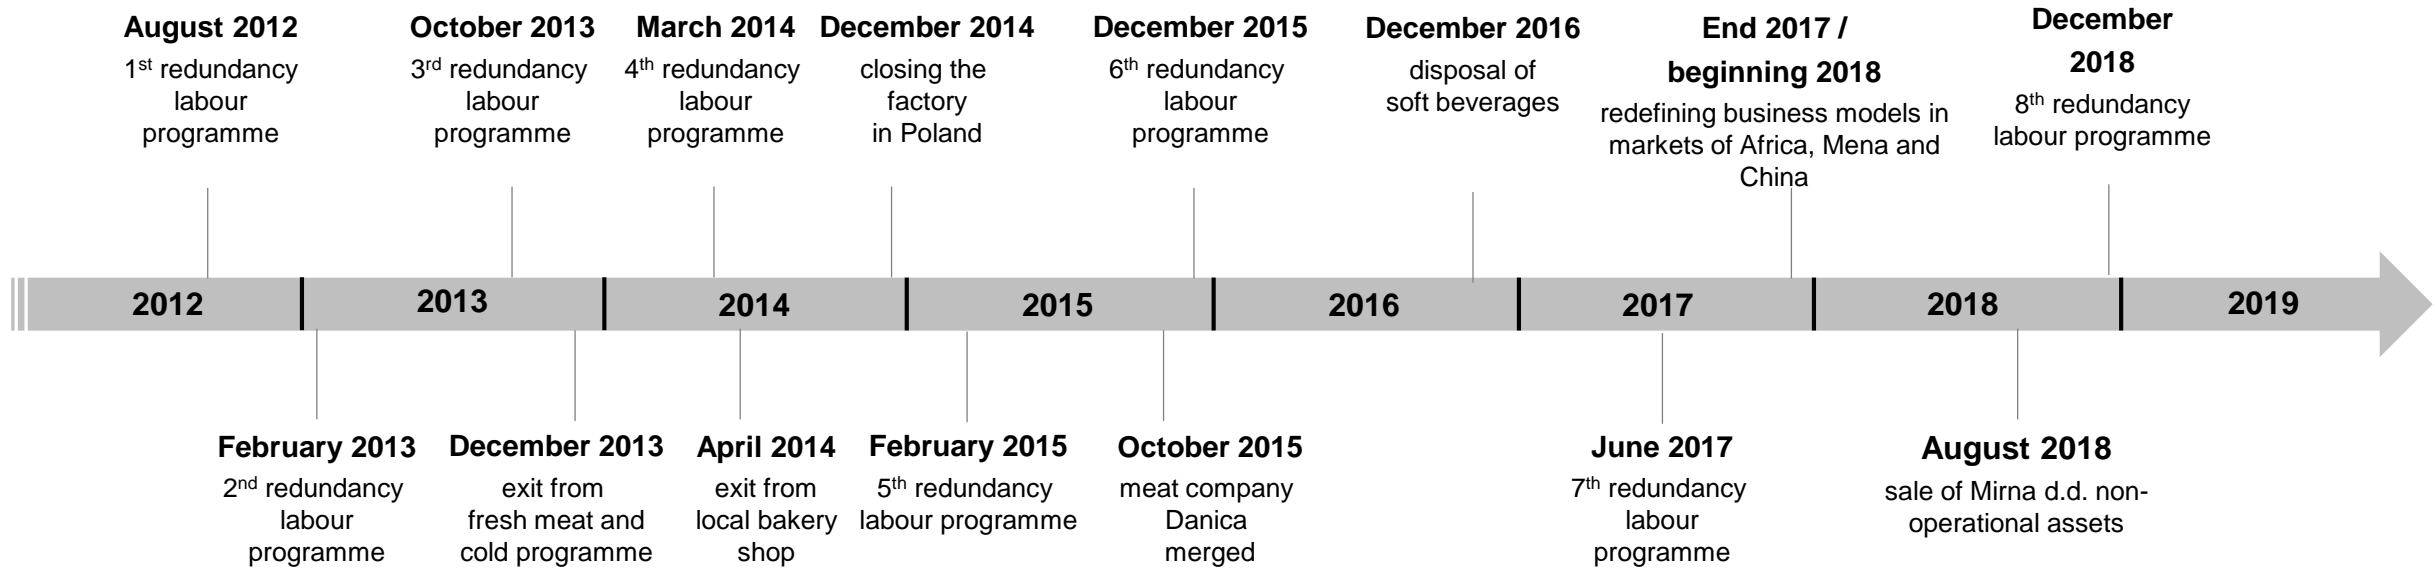 August 2012
1st redundancy
labour
programme
October 2013
3rd redundancy
labour
programme
March 2014
4th redundancy
labour
programme
December 2014
closing the
factory
in Poland
December 2015
6th redundancy
labour
programme
December 2016
disposal of
soft beverages
End 2017 /
beginning 2018
redefining business models in
markets of Africa, Mena and
China
December
2018
8th redundancy
labour programme
2012
2013
2014
2015
2016
2017
2018
2019
February 2013
2nd redundancy
labour
programme
December 2013
exit from
fresh meat and
cold programme
April 2014
exit from
local bakery
shop
February 2015
5th redundancy
labour programme
October 2015
meat company
Danica
merged
June 2017
7th redundancy
labour
programme
August 2018
sale of Mirna d.d. non-
operational assets